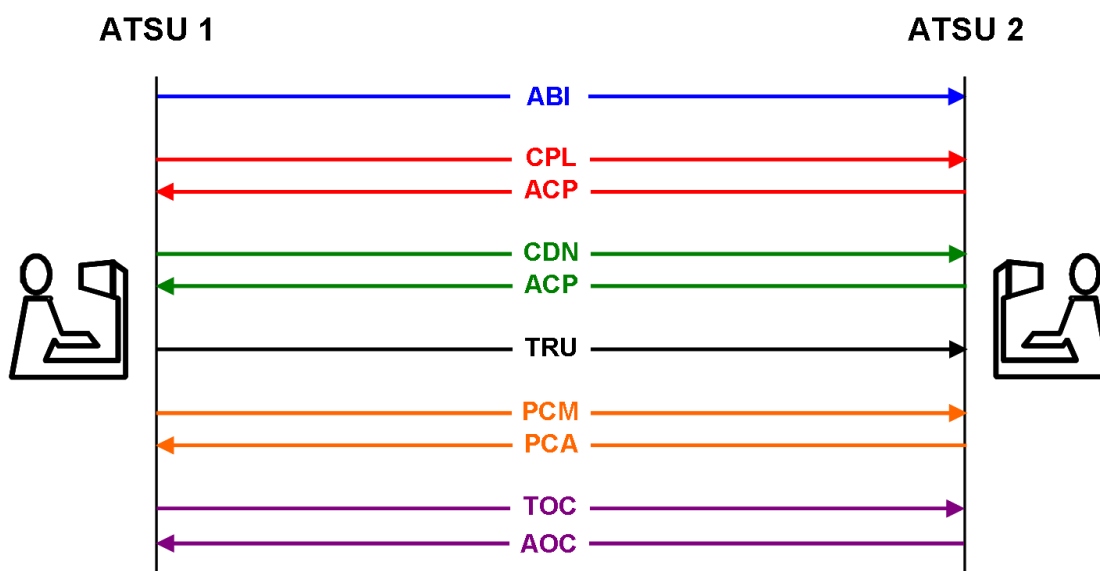 ATSU 1 ATSU 2
ABI
CPL
ACP
CDN
ACP
TRU
PCM
PCA
TOC
AOC